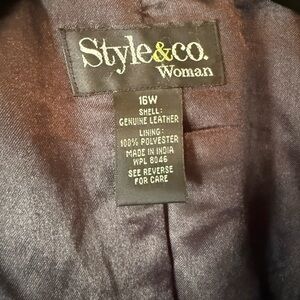 Style&co.
Woman
16W
SHELL:
GENUINE LEATHER
LINING:
100% POLYESTER
MADE IN INDIA
WPL 8046
SEE REVERSE
FOR CARE